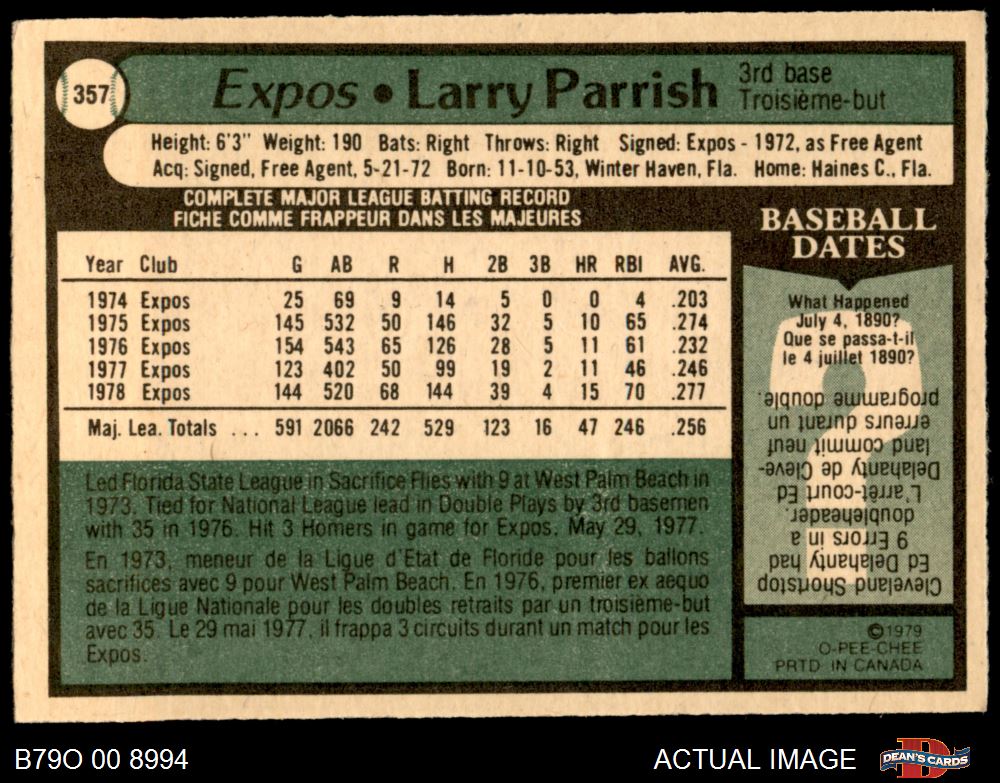 357
Expos • Larry Parrish
3rd base
Troisième-but
Height: 6'3" Weight: 190 Bats: Right Throws: Right Signed: Expos - 1972, as Free Agent
Acq: Signed, Free Agent, 5-21-72 Born: 11-10-53, Winter Haven, Fla. Home: Haines C., Fla.
COMPLETE MAJOR LEAGUE BATTING RECORD
FICHE COMME FRAPPEUR DANS LES MAJEURES
Year Club G AB R H 2B 3B HR RBI AVG.
1974 Expos 25 69 9 14 5 0 0 4 .203
1975 Expos 145 532 50 146 32 5 10 65 .274
1976 Expos 154 543 65 126 28 5 11 61 .232
1977 Expos 123 402 50 99 19 2 11 46 .246
1978 Expos 144 520 68 144 39 4 15 70 .277
Maj. Lea. Totals ... 591 2066 242 529 123 16 47 246 .256
Led Florida State League in Sacrifice Flies with 9 at West Palm Beach in
1973. Tied for National League lead in Double Plays by 3rd basemen
with 35 in 1976. Hit 3 Homers in game for Expos, May 29, 1977.
En 1973, meneur de la Ligue d'Etat de Floride pour les ballons
sacrifices avec 9 pour West Palm Beach. En 1976, premier ex aequo
de la Ligue Nationale pour les doubles retraits par un troisième-but
avec 35. Le 29 mai 1977, il frappa 3 circuits durant un match pour les
Expos.
BASEBALL
DATES
What Happened
July 4, 1890?
Que se passa-t-il
le 4 juillet 1890?
Cleveland Shortstop
Ed Delahanty had
9 Errors in a
doubleheader.
L'arrêt-court Ed
Delahanty de Cleve-
land commit neuf
erreurs durant un
programme double.
©1979
O-PEE-CHEE
PRTD IN CANADA
B79O 00 8994
ACTUAL IMAGE
DEAN'S CARDS